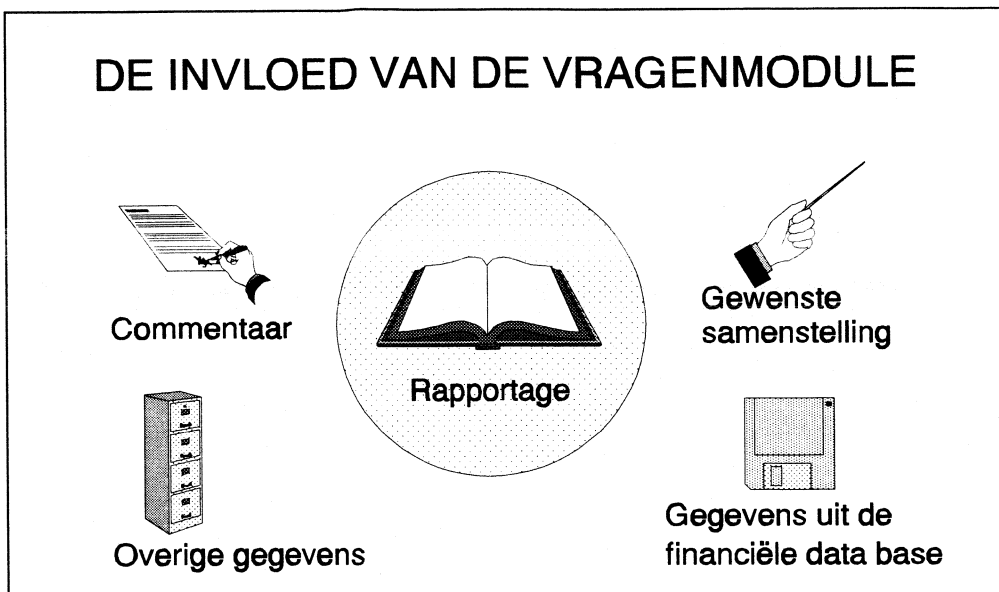 DE INVLOED VAN DE VRAGENMODULE
Commentaar
Gewenste
samenstelling
Rapportage
Overige gegevens
Gegevens uit de
financiële data base